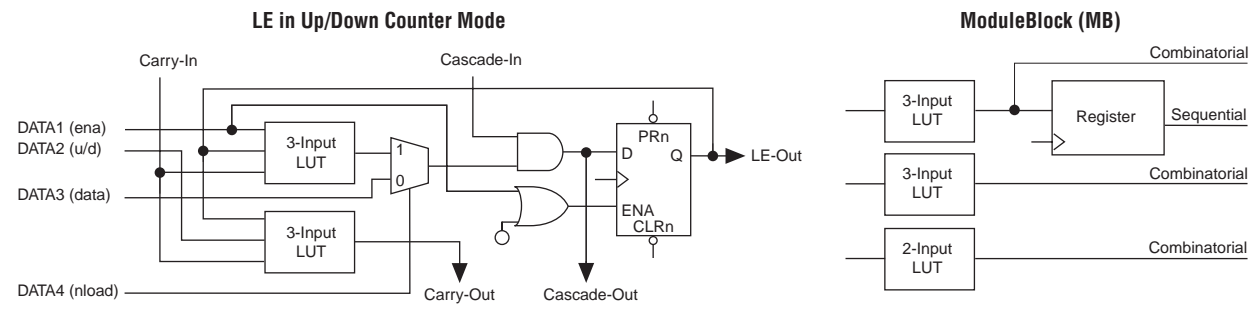 LE in Up/Down Counter Mode
Carry-In
Cascade-In
DATA1 (ena)
DATA2 (u/d)
DATA3 (data)
DATA4 (nload)
3-Input
LUT
3-Input
LUT
1
0
PRn
D
Q
ENA
CLRn
LE-Out
Carry-Out
Cascade-Out
ModuleBlock (MB)
Combinatorial
3-Input
LUT
Register
Sequential
3-Input
LUT
Combinatorial
2-Input
LUT
Combinatorial